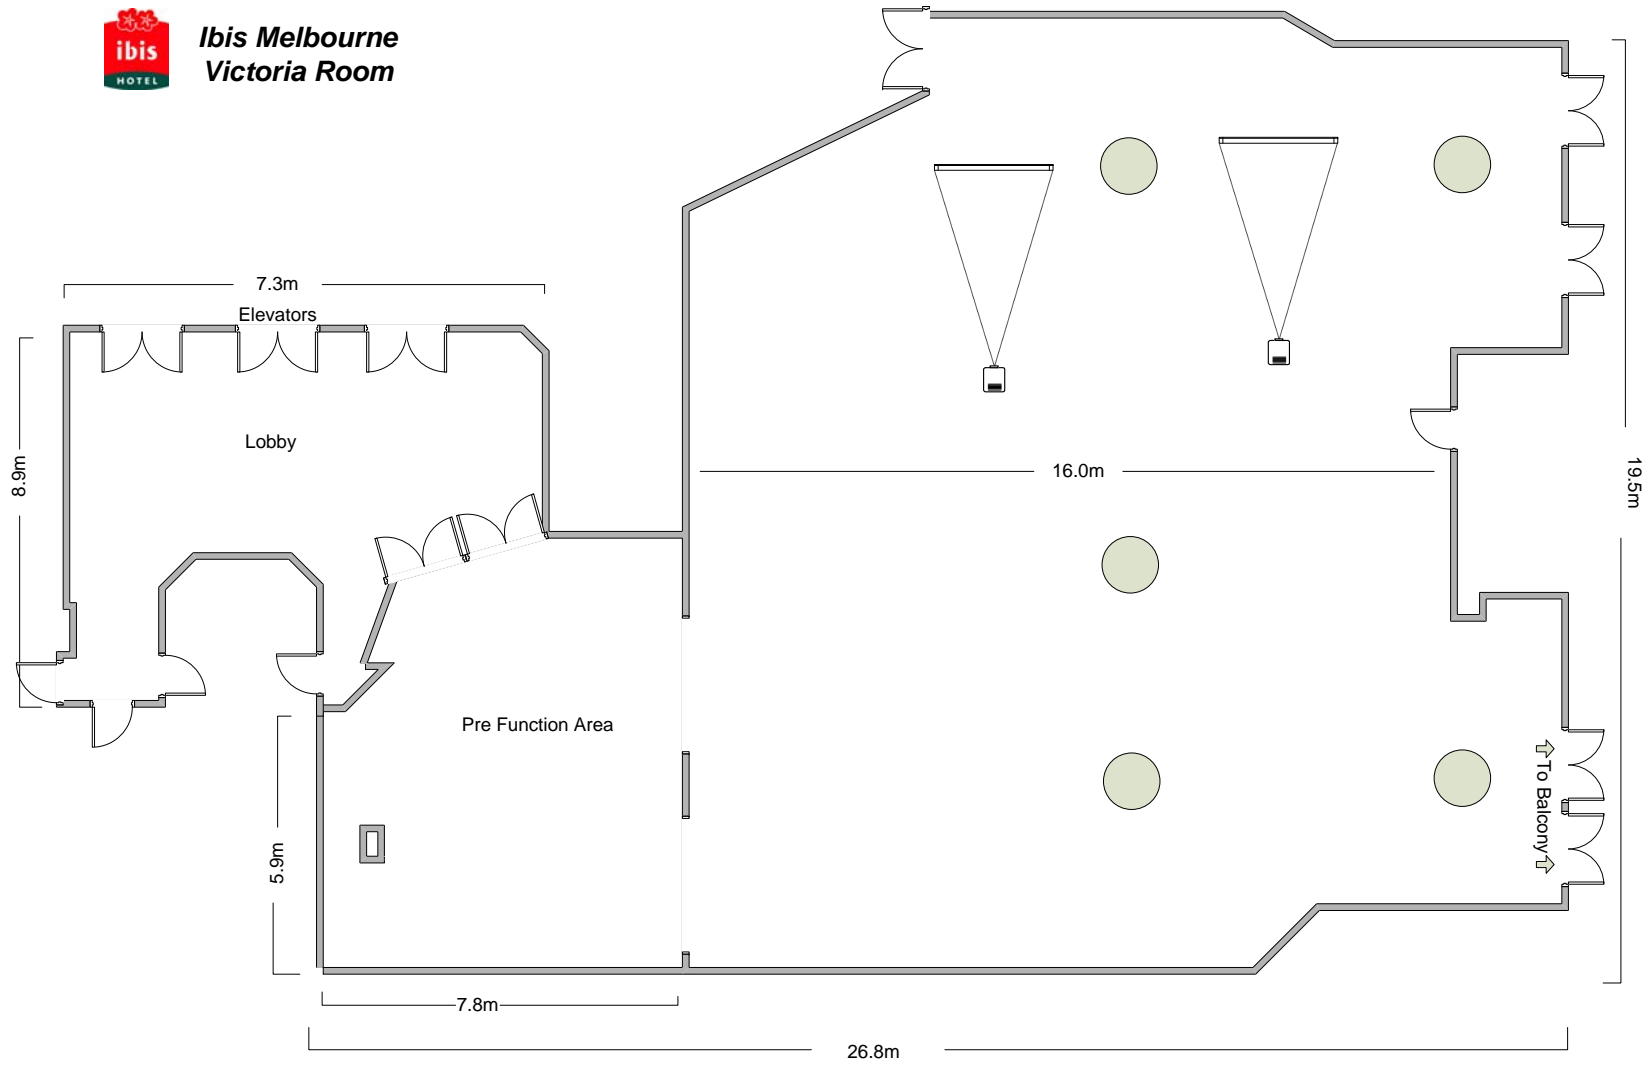 ibis
HOTEL
Ibis Melbourne
Victoria Room
7.3m
Elevators
Lobby
8.9m
16.0m
19.5m
Pre Function Area
To Balcony
5.9m
7.8m
26.8m